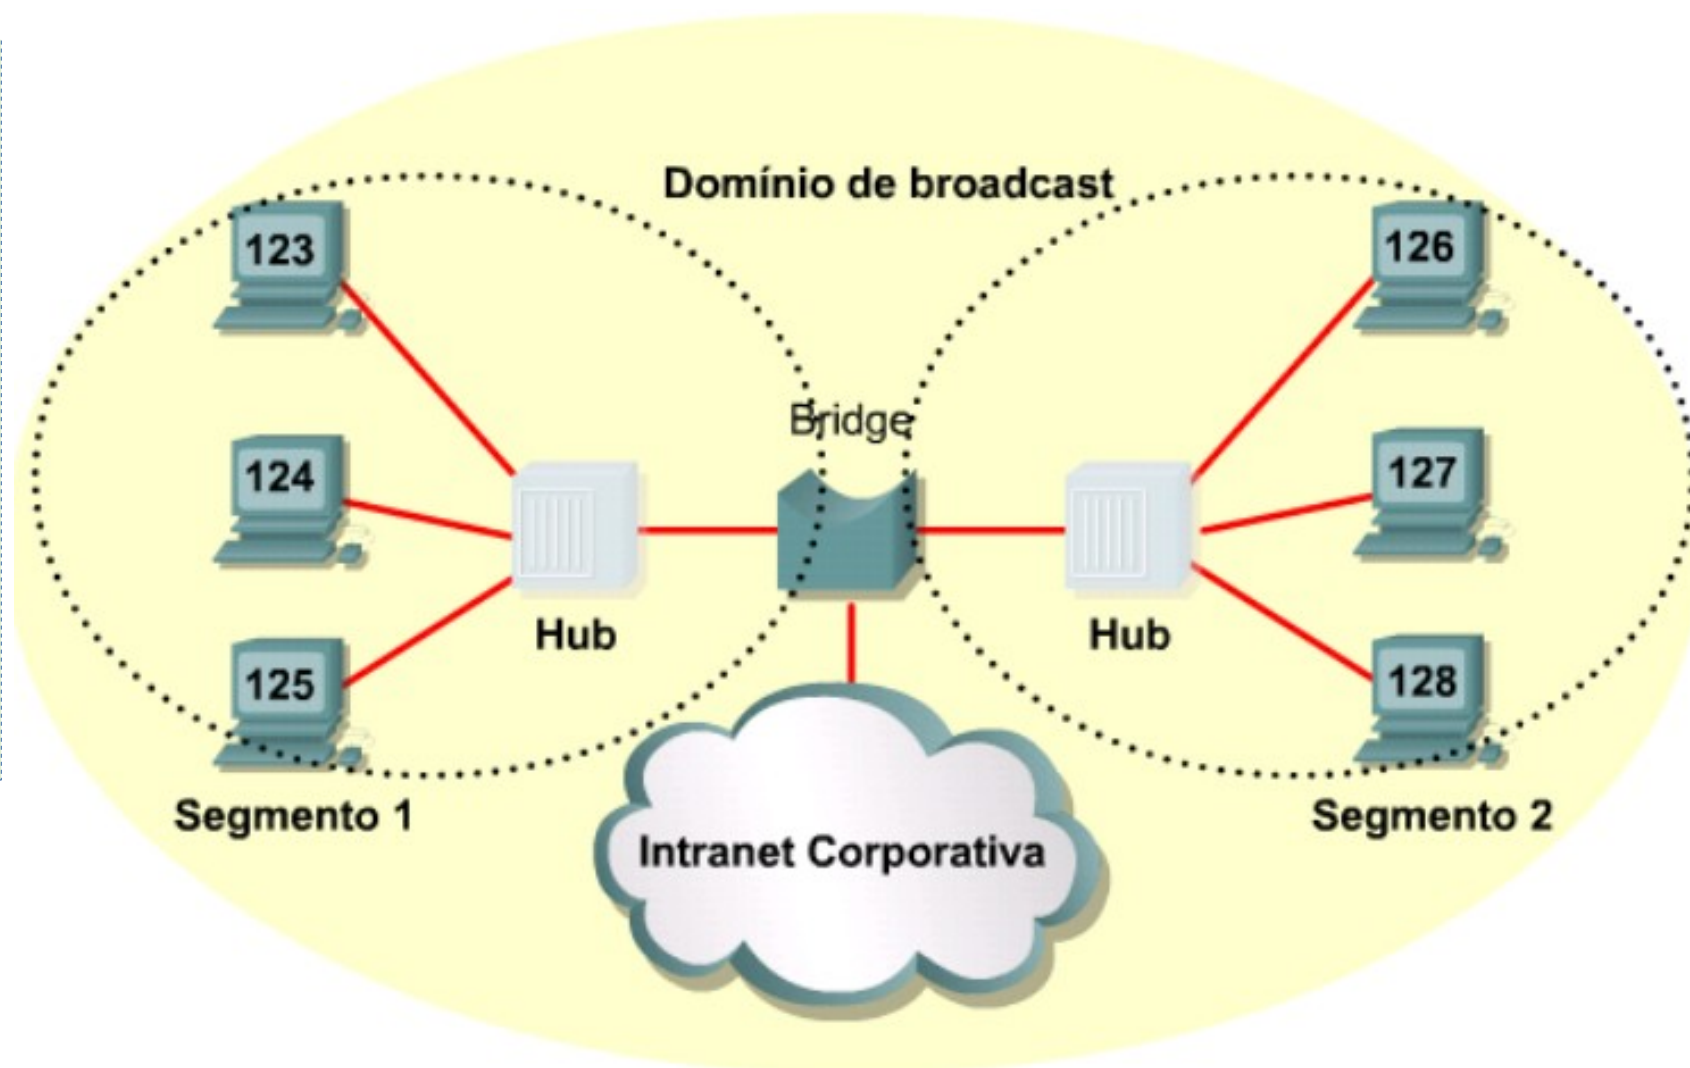 Domínio de broadcast
123
126
Bridge
124
127
Hub
Hub
125
128
Segmento 1
Segmento 2
Intranet Corporativa